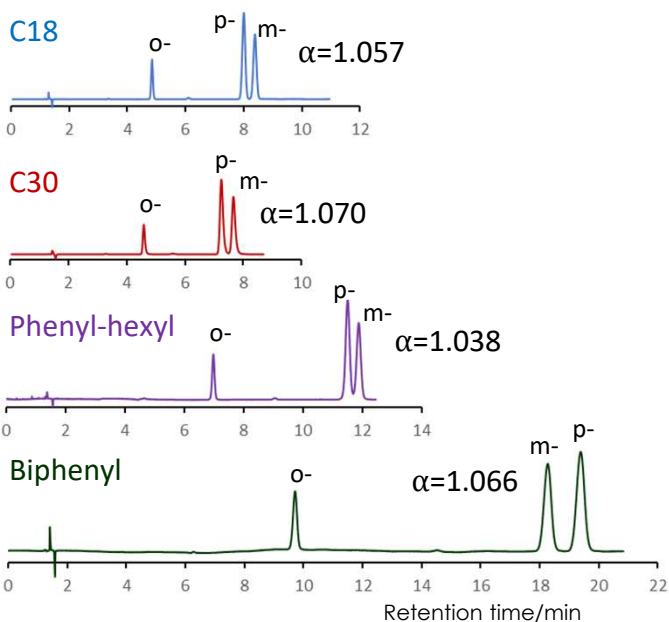 C18
o-
p-
m-
α=1.057
0 2 4 6 8 10 12
C30
o-
p-
m-
α=1.070
0 2 4 6 8 10
Phenyl-hexyl
o-
p-
m-
α=1.038
0 2 4 6 8 10 12 14
Biphenyl
o-
α=1.066
m-
p-
0 2 4 6 8 10 12 14 16 18 20 22
Retention time/min